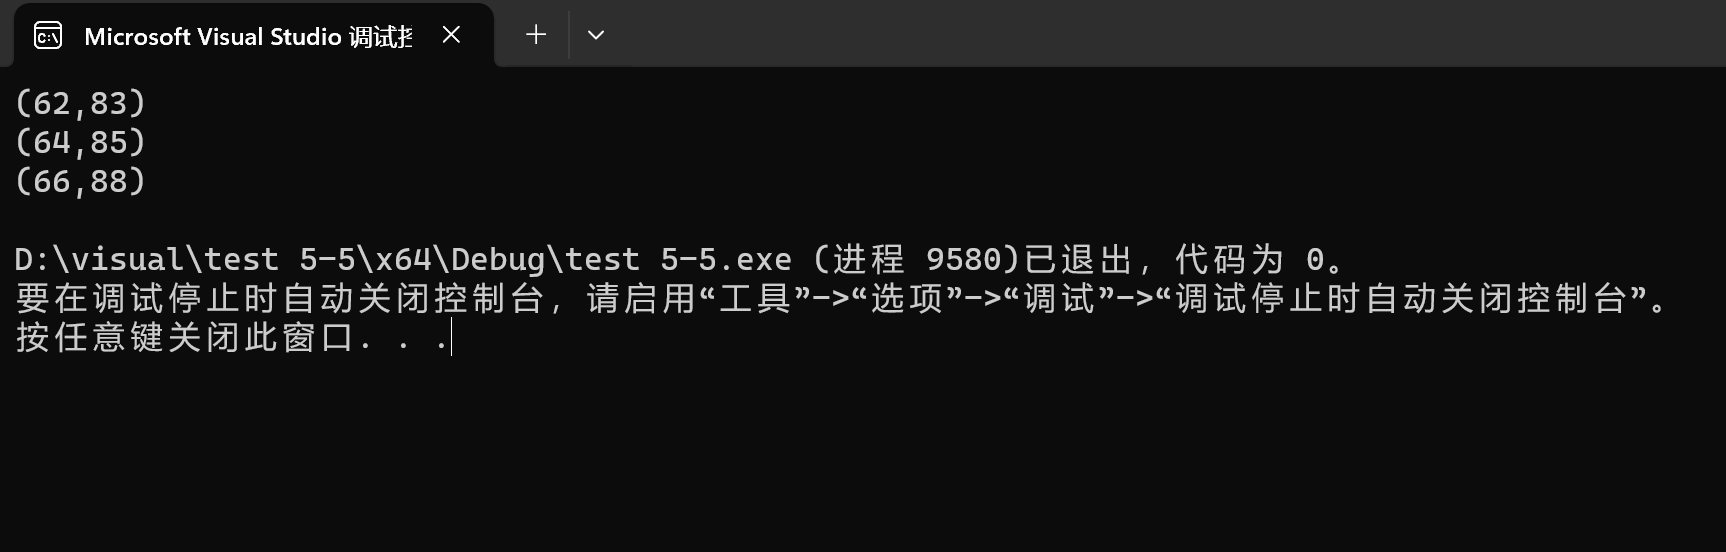 Microsoft Visual Studio 调试
(62,83)
(64,85)
(66,88)
D:\visual\test 5-5\x64\Debug\test 5-5.exe (进程 9580)已退出，代码为 0。
要在调试停止时自动关闭控制台，请启用“工具”->“选项”->“调试”->“调试停止时自动关闭控制台”。
按任意键关闭此窗口. . .